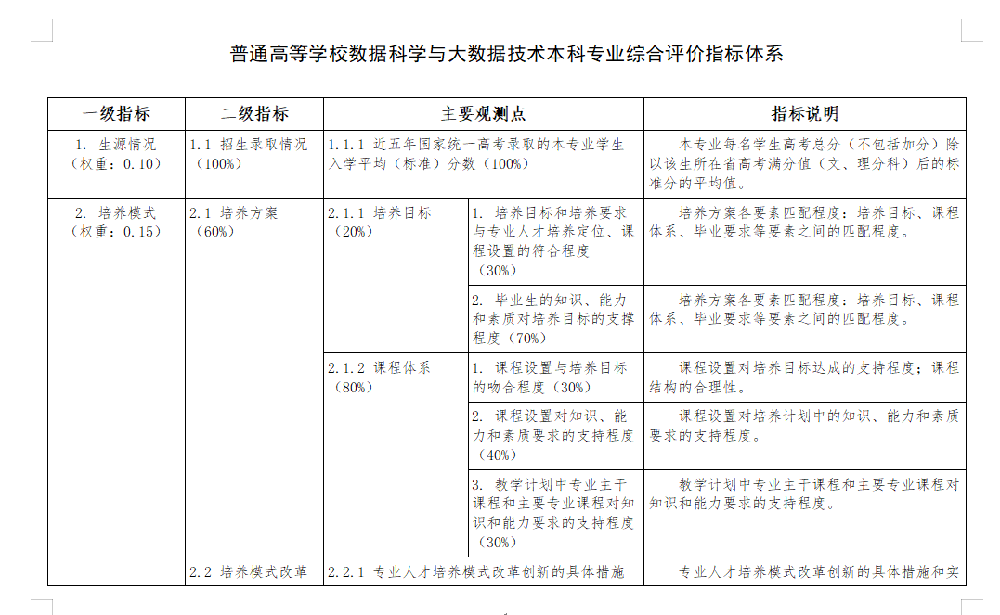 普通高等学校数据科学与大数据技术本科专业综合评价指标体系
一级指标
二级指标
主要观测点
指标说明
1. 生源情况
（权重：0.10）
1.1 招生录取情况
（100%）
1.1.1 近五年国家统一高考录取的本专业学生
入学平均（标准）分数（100%）
本专业每名学生高考总分（不包括加分）除
以该生所在省高考满分值（文、理分科）后的标
准分的平均值。
2. 培养模式
（权重：0.15）
2.1 培养方案
（60%）
2.1.1 培养目标
（20%）
1. 培养目标和培养要求
与专业人才培养定位、课
程设置的符合程度
（30%）
培养方案各要素匹配程度：培养目标、课程
体系、毕业要求等要素之间的匹配程度。
2. 毕业生的知识、能力
和素质对培养目标的支撑
程度（70%）
培养方案各要素匹配程度：培养目标、课程
体系、毕业要求等要素之间的匹配程度。
2.1.2 课程体系
（80%）
1. 课程设置与培养目标
的吻合程度（30%）
课程设置对培养目标达成的支持程度；课程
结构的合理性。
2. 课程设置对知识、能
力和素质要求的支持程度
（40%）
课程设置对培养计划中的知识、能力和素质
要求的支持程度。
3. 教学计划中专业主干
课程和主要专业课程对知
识和能力要求的支持程度
（30%）
教学计划中专业主干课程和主要专业课程对
知识和能力要求的支持程度。
2.2 培养模式改革
2.2.1 专业人才培养模式改革创新的具体措施
专业人才培养模式改革创新的具体措施和实